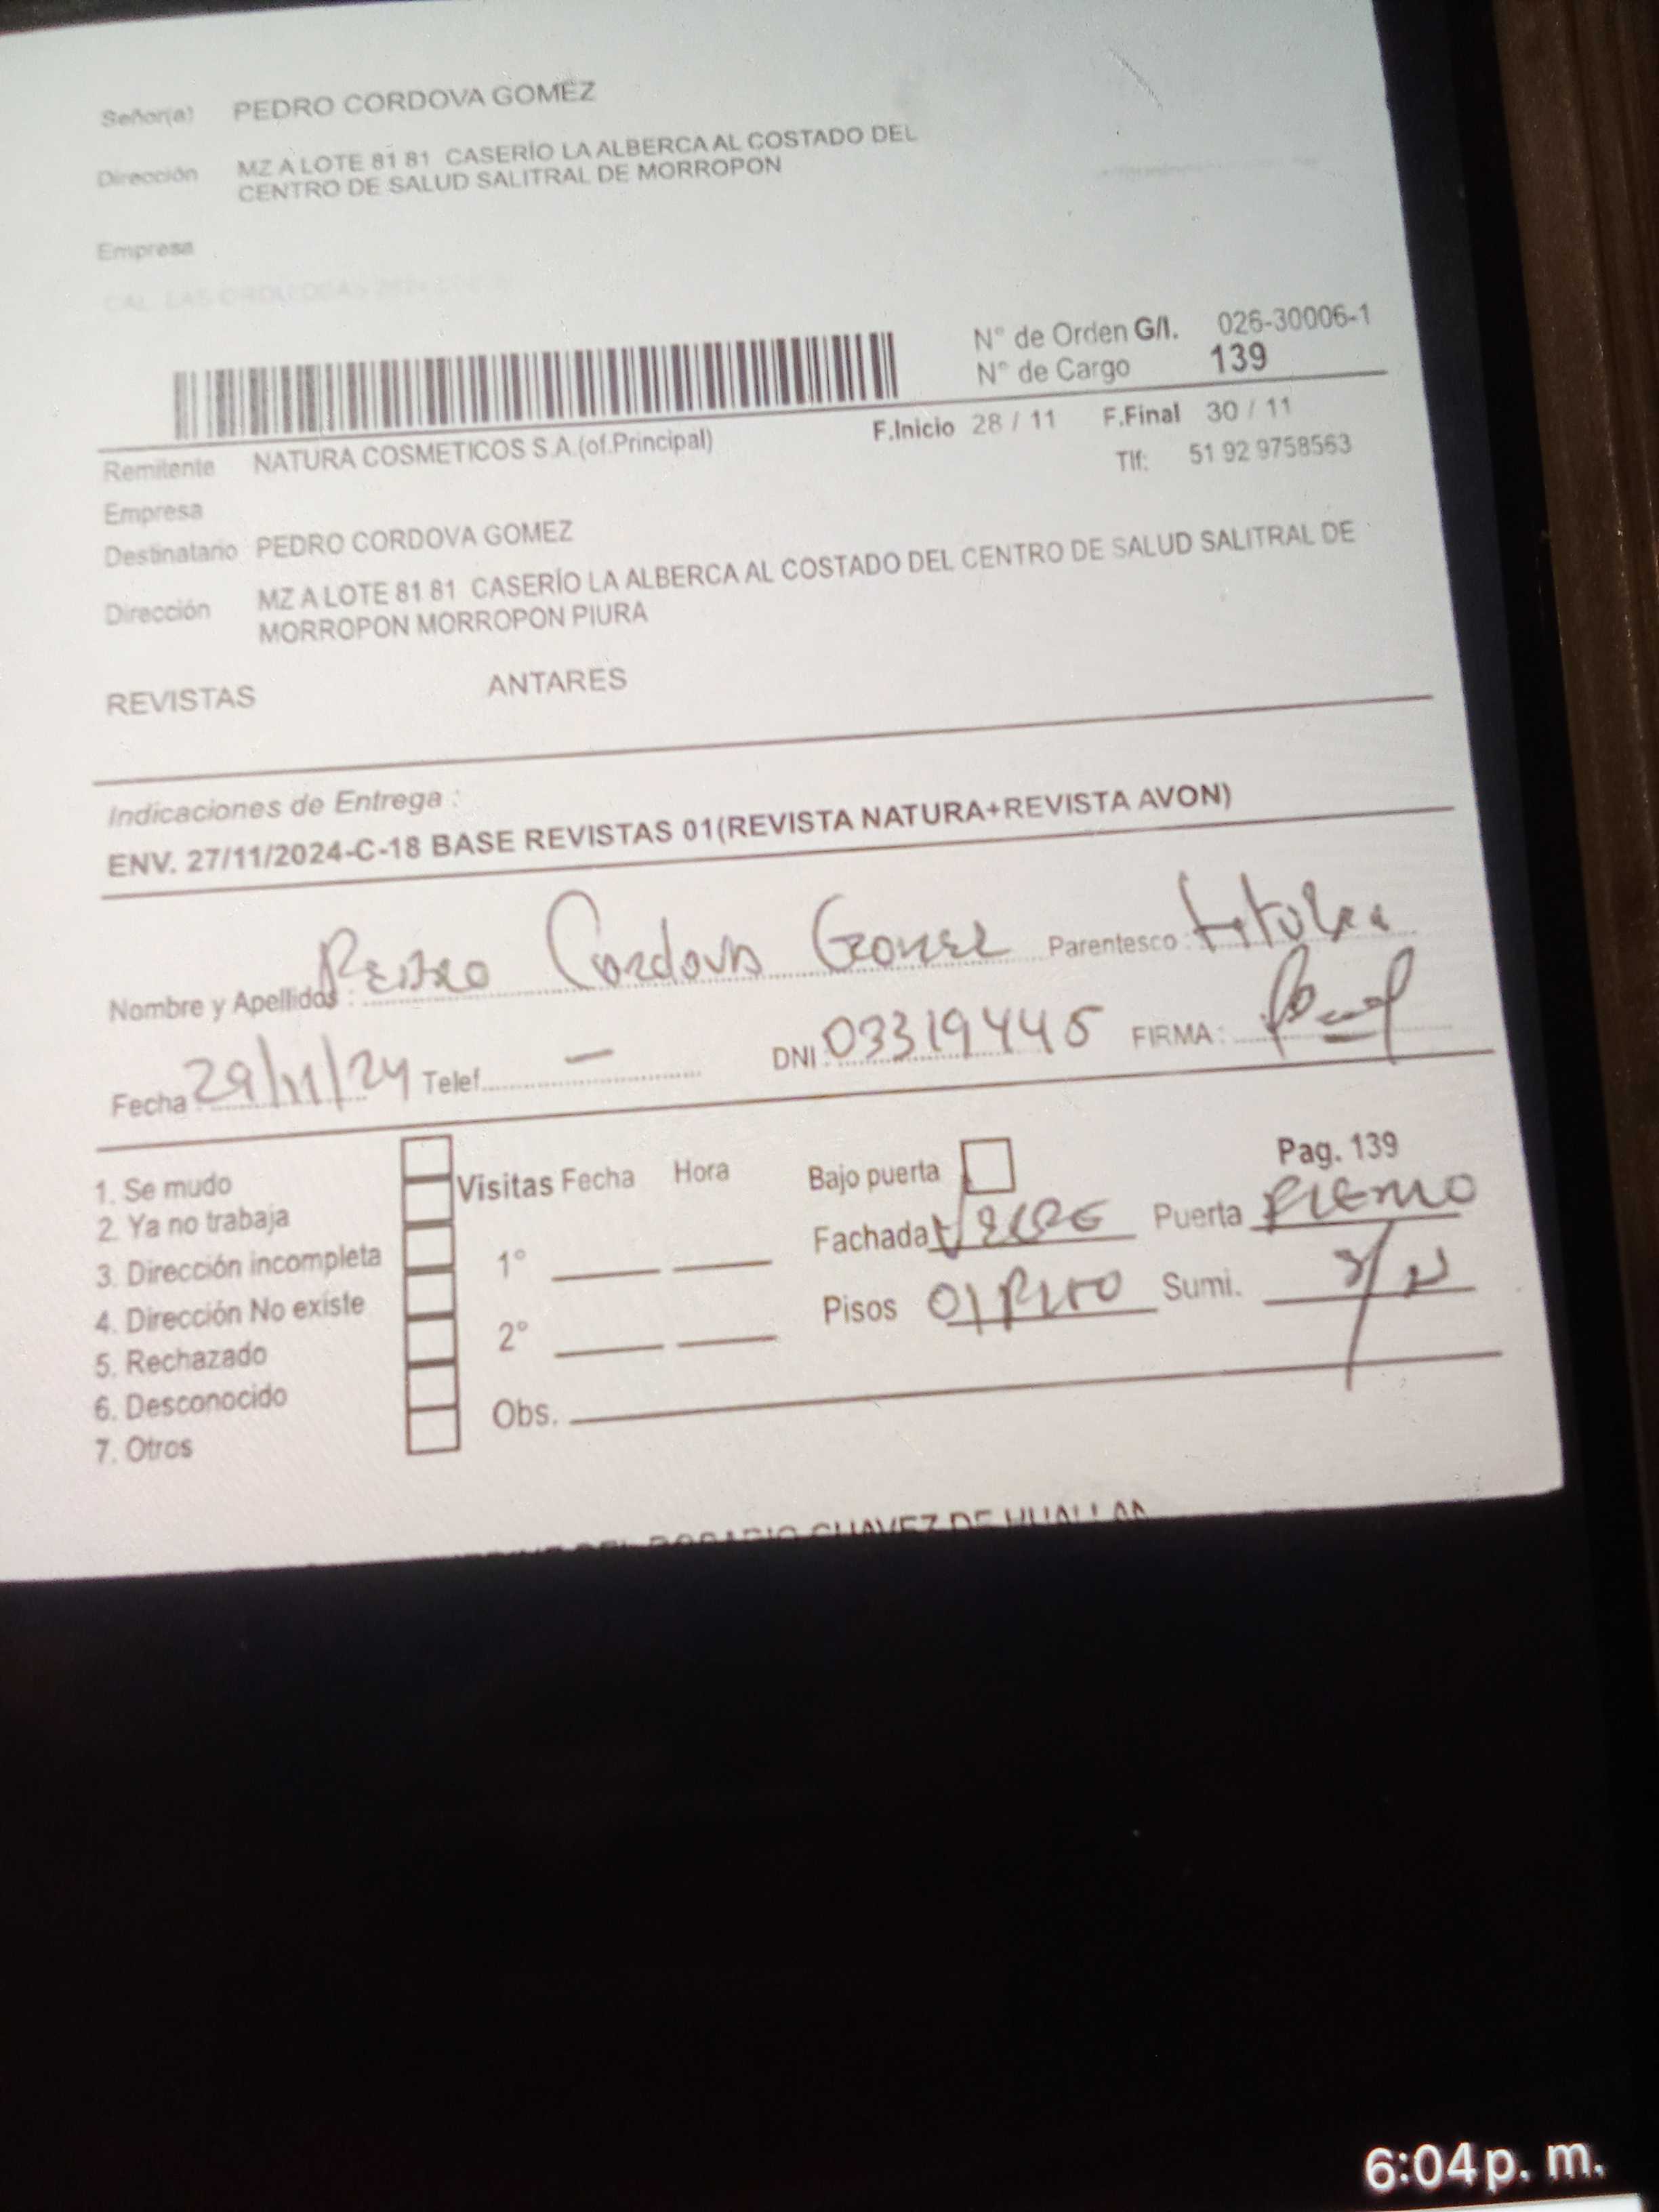 Señor(a) PEDRO CORDOVA GOMEZ
Dirección MZ A LOTE 81 81 CASERÍO LA ALBERCA AL COSTADO DEL
CENTRO DE SALUD SALITRAL DE MORROPON
Empresa
N° de Orden G/I. 026-30006-1
N° de Cargo 139
F.Inicio 28 / 11 F.Final 30 / 11
Remitente NATURA COSMETICOS S.A.(of.Principal)
Tlf: 51 92 9758563
Empresa
Destinatario PEDRO CORDOVA GOMEZ
Dirección MZ A LOTE 81 81 CASERÍO LA ALBERCA AL COSTADO DEL CENTRO DE SALUD SALITRAL DE
MORROPON MORROPON PIURA
REVISTAS ANTARES
Indicaciones de Entrega :
ENV. 27/11/2024-C-18 BASE REVISTAS 01(REVISTA NATURA+REVISTA AVON)
Nombre y Apellidos : Pedro Cordova Gomez Parentesco : titular
Fecha 29/11/24 Telef. - DNI: 03319445 FIRMA :
1. Se mudo
2. Ya no trabaja
3. Dirección incompleta
4. Dirección No existe
5. Rechazado
6. Desconocido
7. Otros
Visitas Fecha Hora
1°
2°
Obs.
Bajo puerta
Pag. 139
Fachada Puerta
Pisos 01 Piso Sumi. S/N
DEL ROSARIO CHAVEZ DE HUALLAN
6:04 p. m.